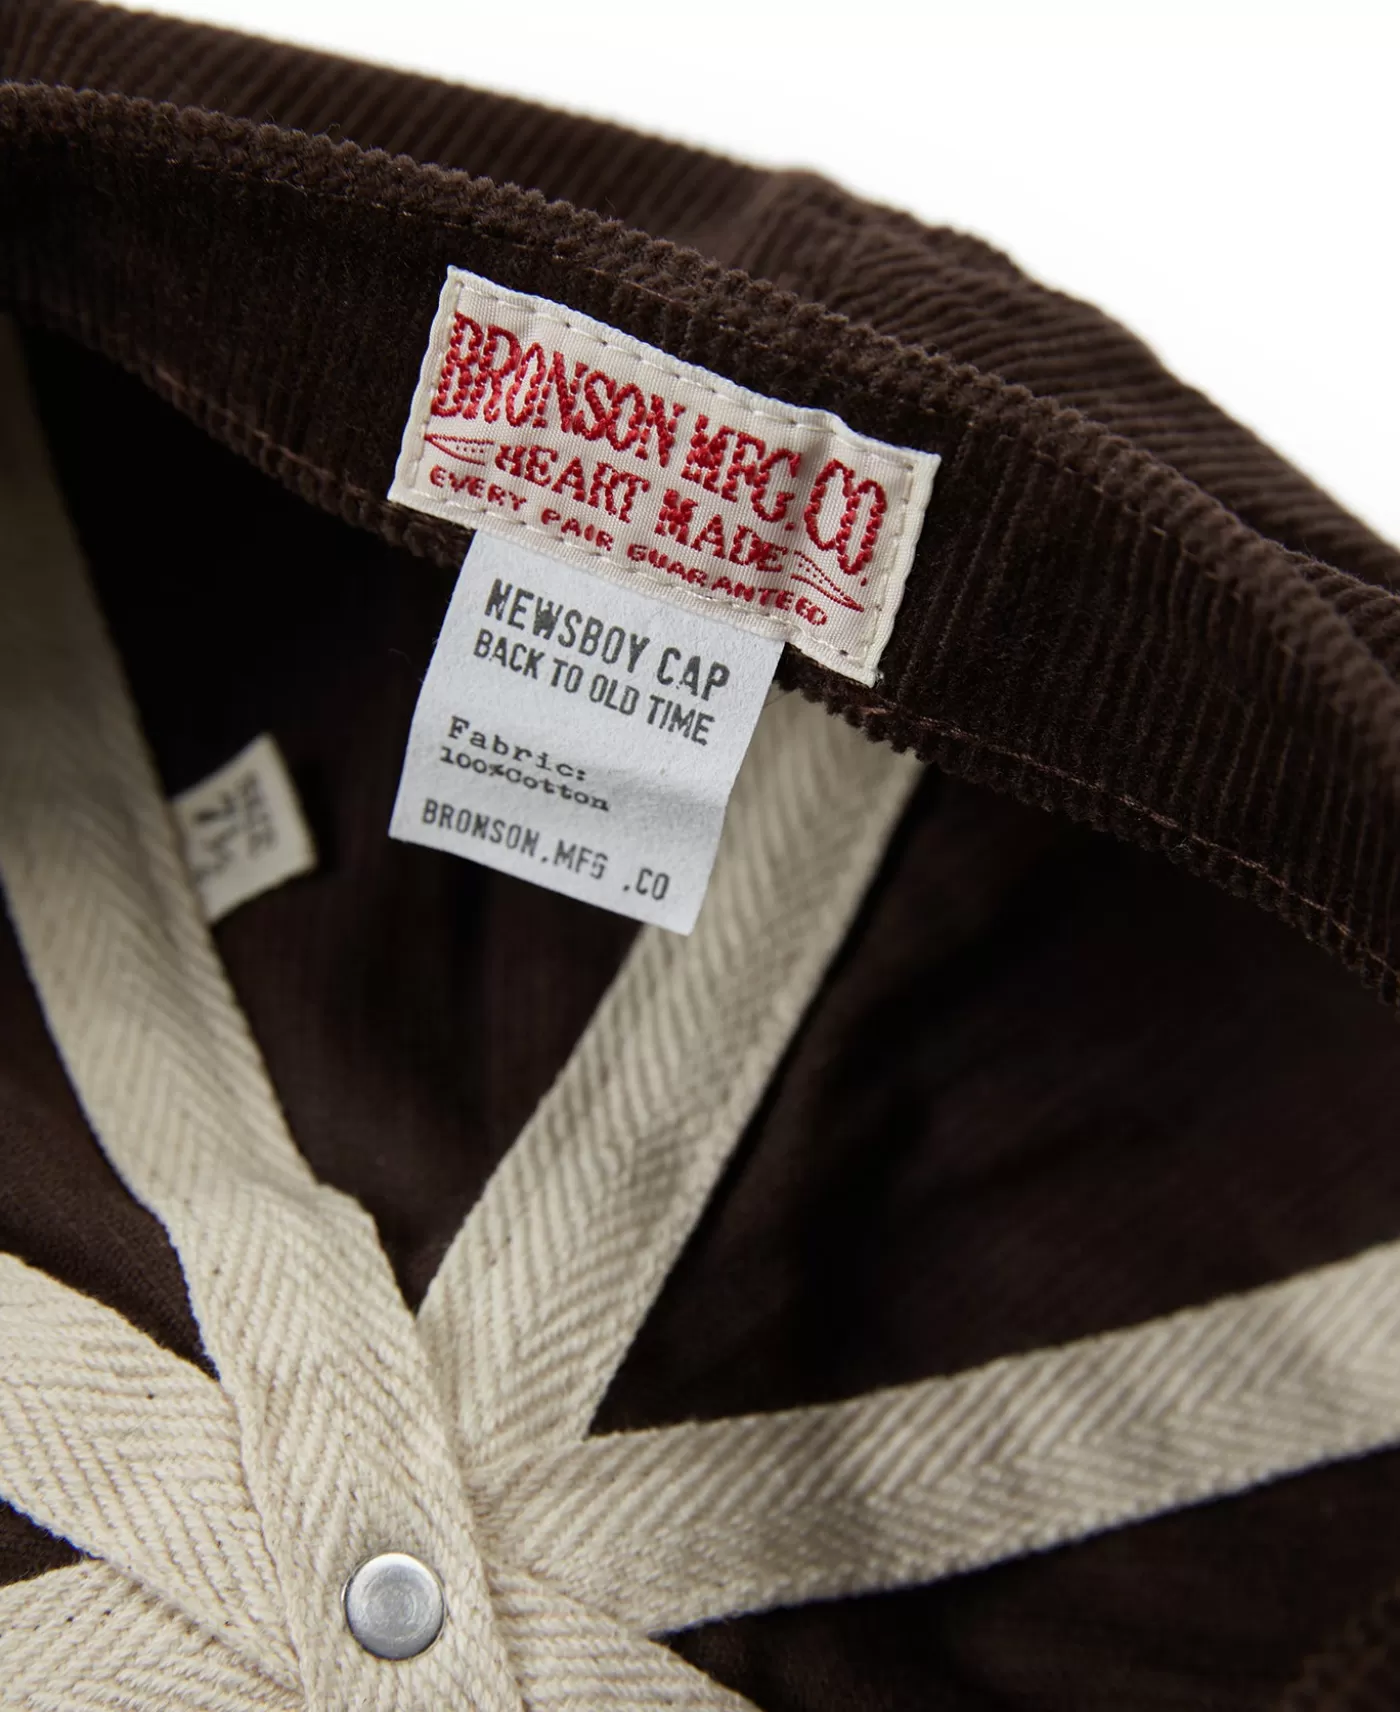 BRONSON MFG. CO.
HEART MADE
EVERY PAIR GUARANTEED
NEWSBOY CAP
BACK TO OLD TIME
Fabric:
100%Cotton
BRONSON.MFG .CO
SIZE